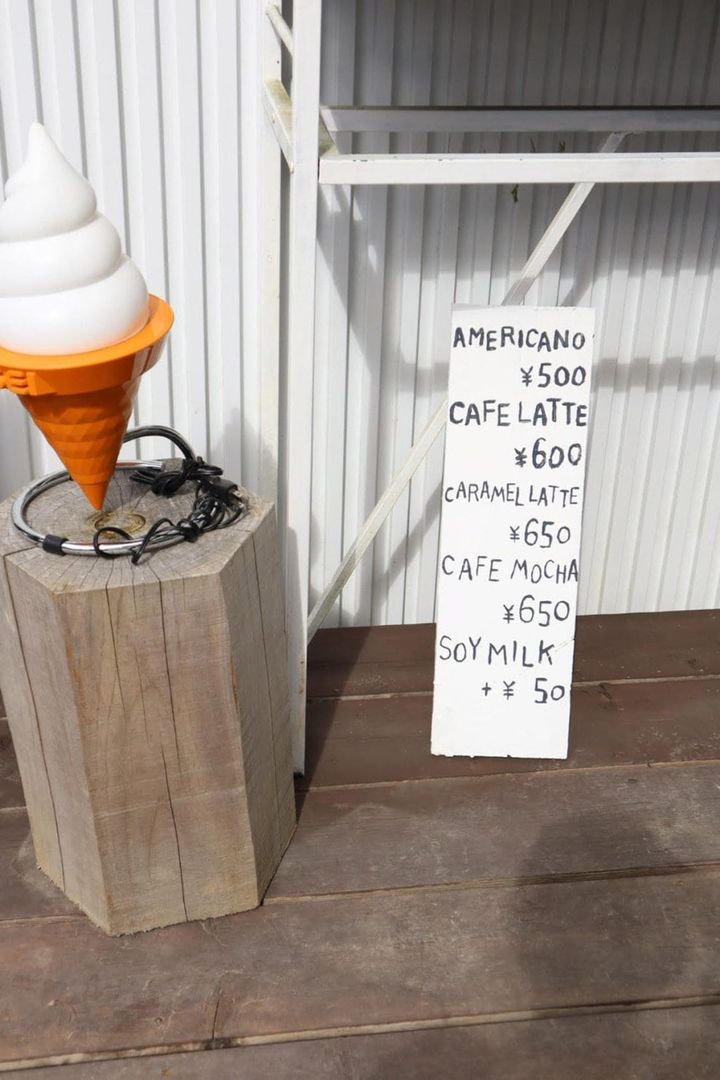 AMERICANO
¥500
CAFE LATTE
¥600
CARAMEL LATTE
¥650
CAFE MOCHA
¥650
SOY MILK
+ ¥ 50